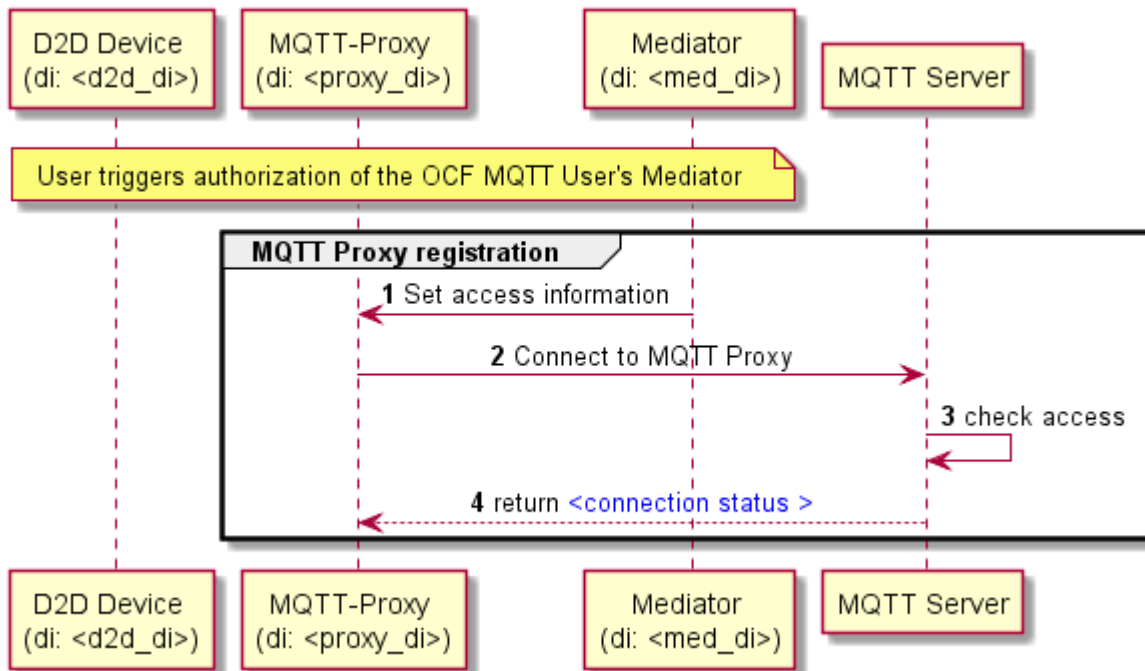 D2D Device
(di: <d2d_di>)
MQTT-Proxy
(di: <proxy_di>)
Mediator
(di: <med_di>)
MQTT Server
User triggers authorization of the OCF MQTT User's Mediator
MQTT Proxy registration
1 Set access information
2 Connect to MQTT Proxy
3 check access
4 return <connection status >
D2D Device
(di: <d2d_di>)
MQTT-Proxy
(di: <proxy_di>)
Mediator
(di: <med_di>)
MQTT Server